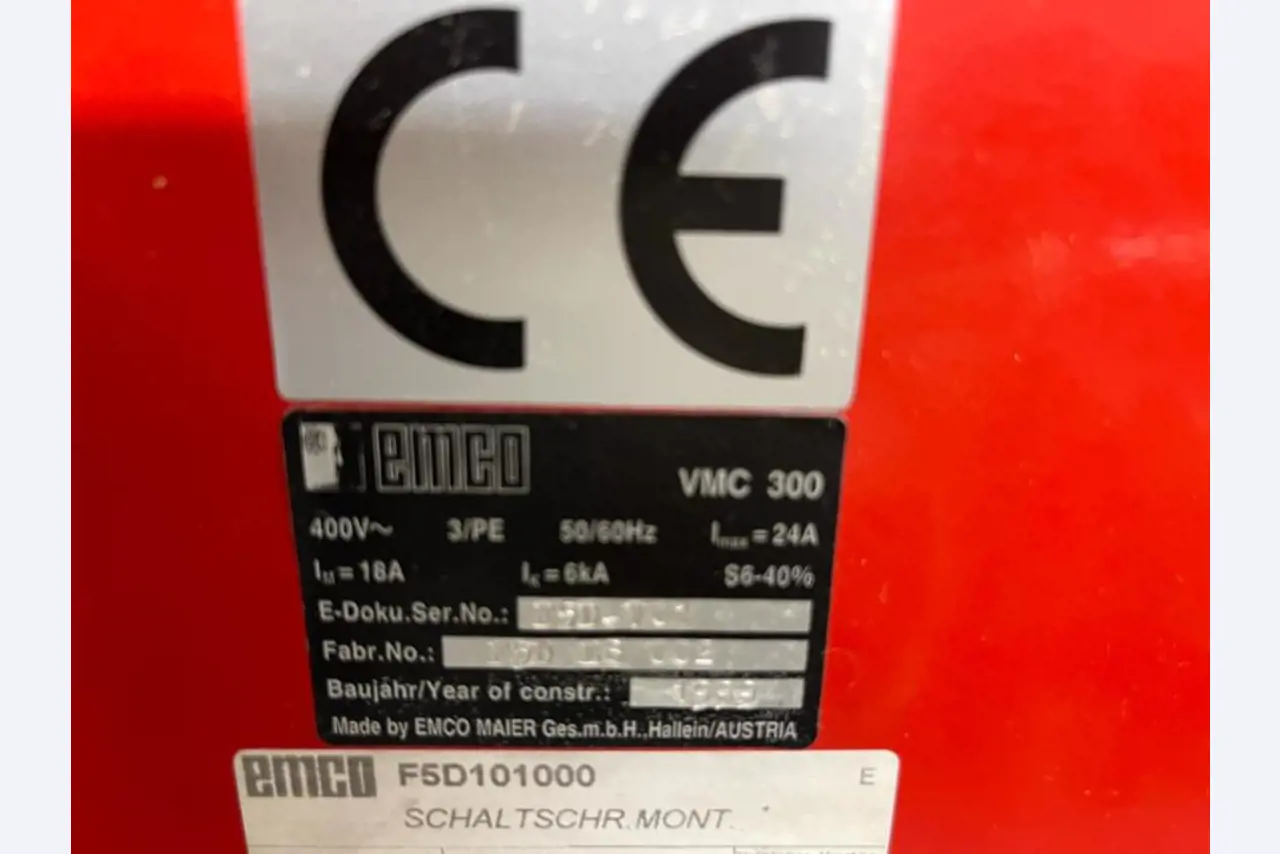 CE
emco
VMC 300
400V~ 3/PE 50/60Hz Imax=24A
IM=18A IK=6kA S6-40%
E-Doku.Ser.No.:
Fabr.No.:
Baujahr/Year of constr.:
Made by EMCO MAIER Ges.m.b.H.,Hallein/AUSTRIA
emco F5D101000 E
SCHALTSCHR.MONT.